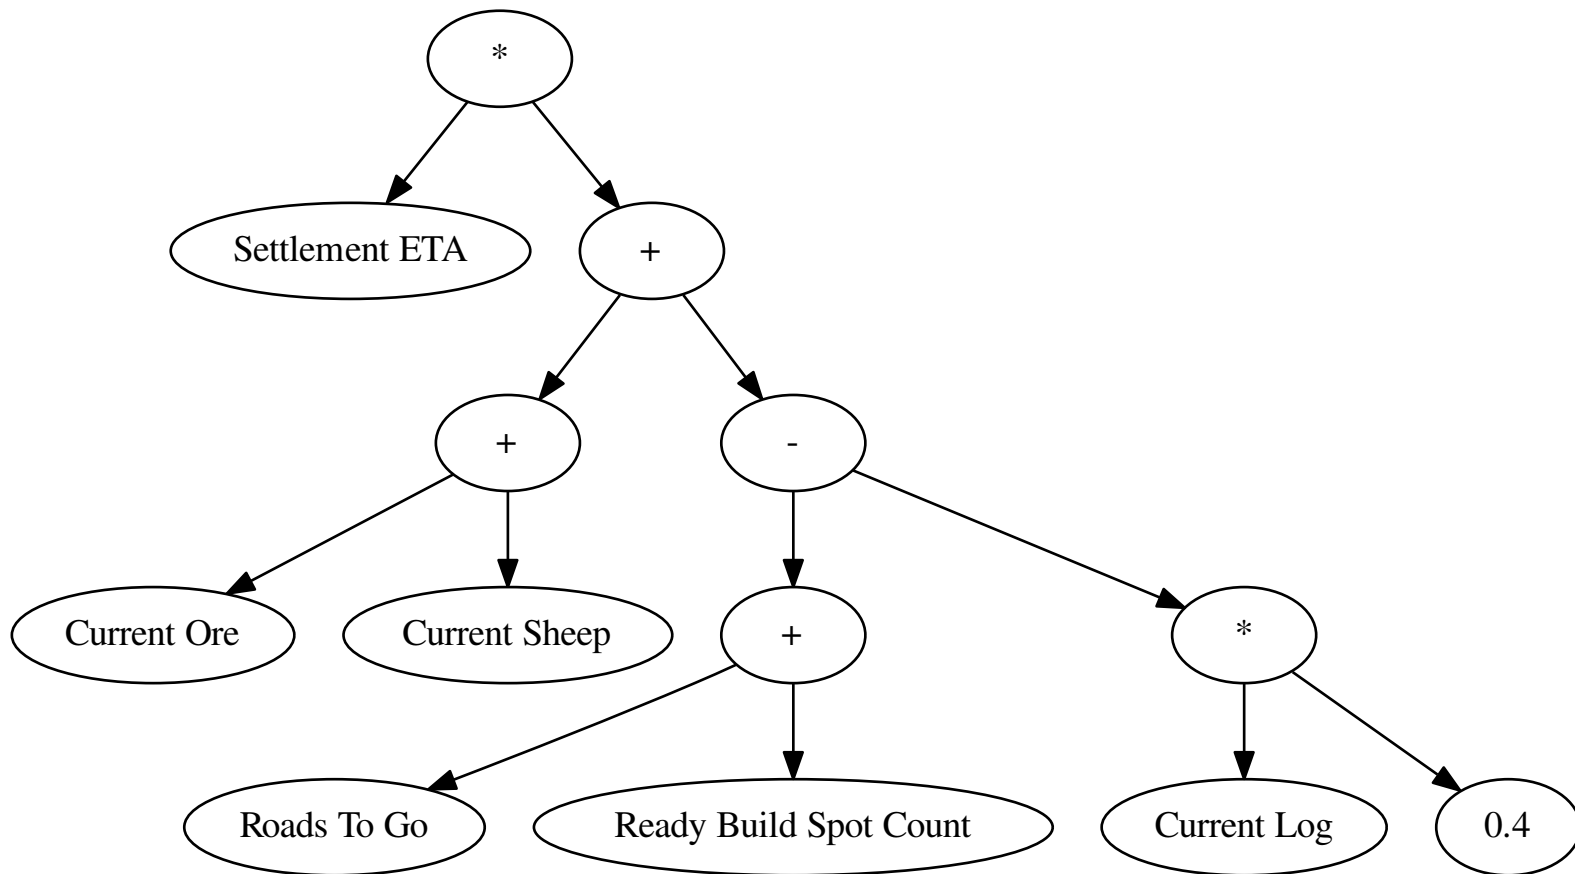 *
Settlement ETA
+
+
-
Current Ore
Current Sheep
+
*
Roads To Go
Ready Build Spot Count
Current Log
0.4